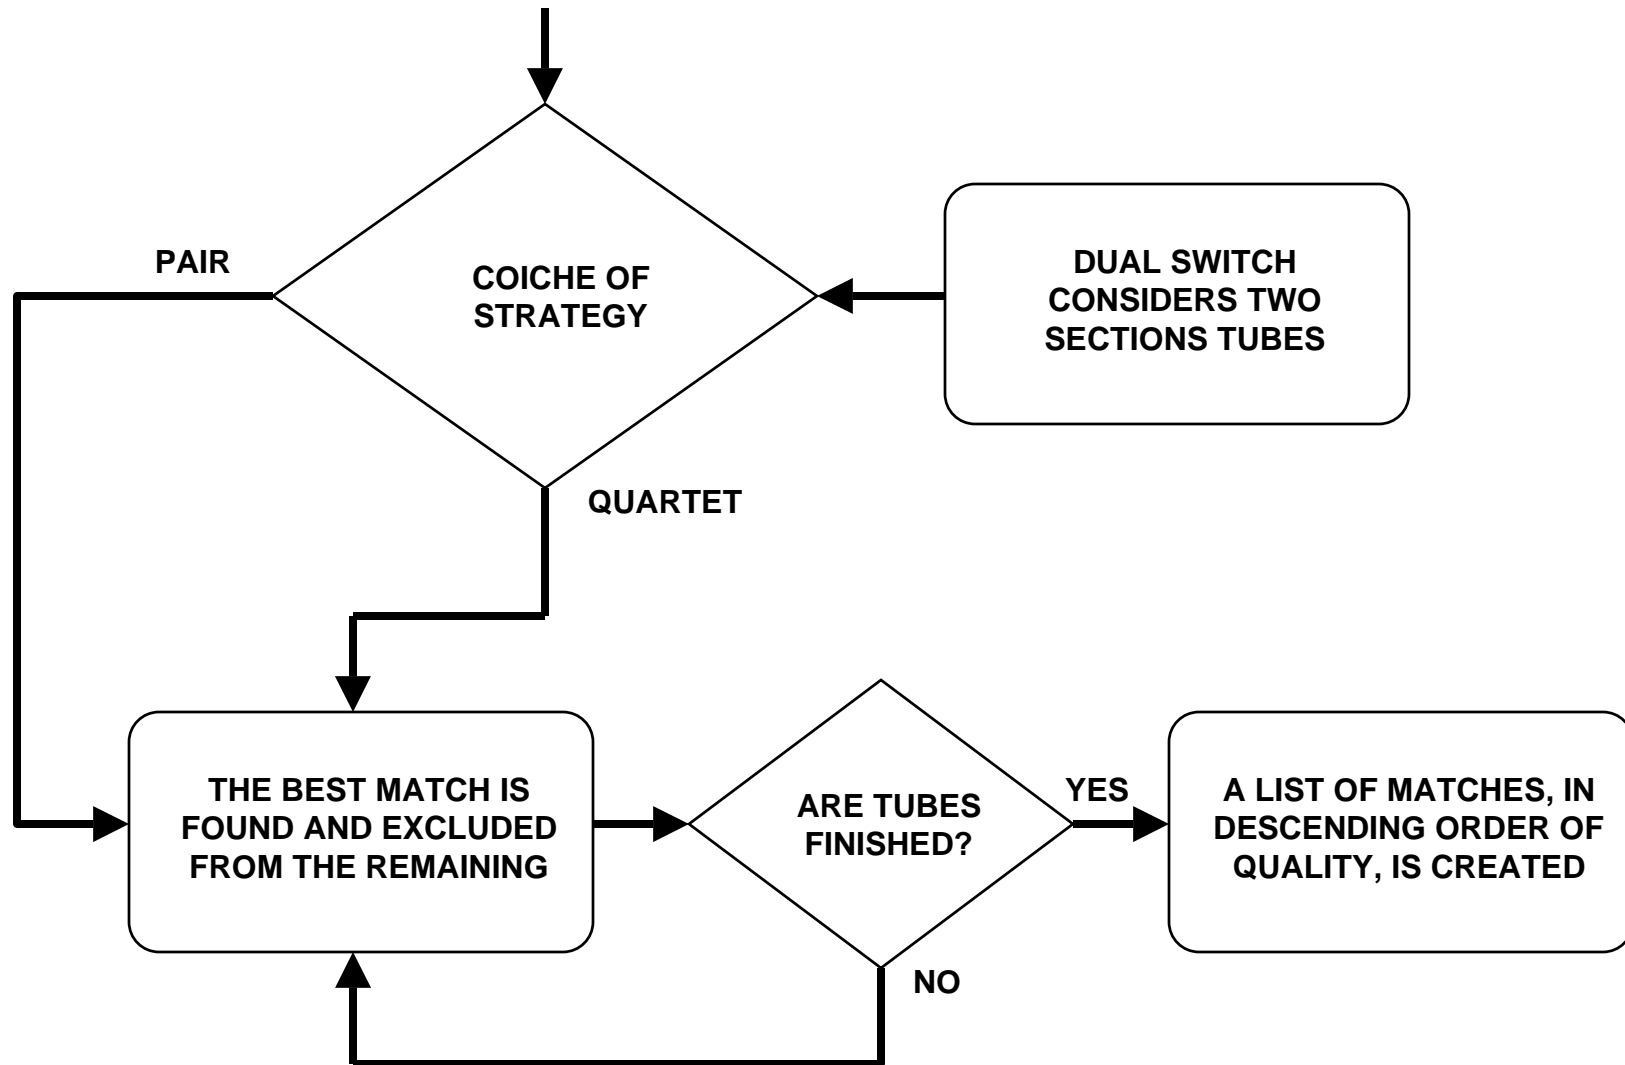 PAIR
COICHE OF
STRATEGY
DUAL SWITCH
CONSIDERS TWO
SECTIONS TUBES
QUARTET
THE BEST MATCH IS
FOUND AND EXCLUDED
FROM THE REMAINING
ARE TUBES
FINISHED?
YES
A LIST OF MATCHES, IN
DESCENDING ORDER OF
QUALITY, IS CREATED
NO